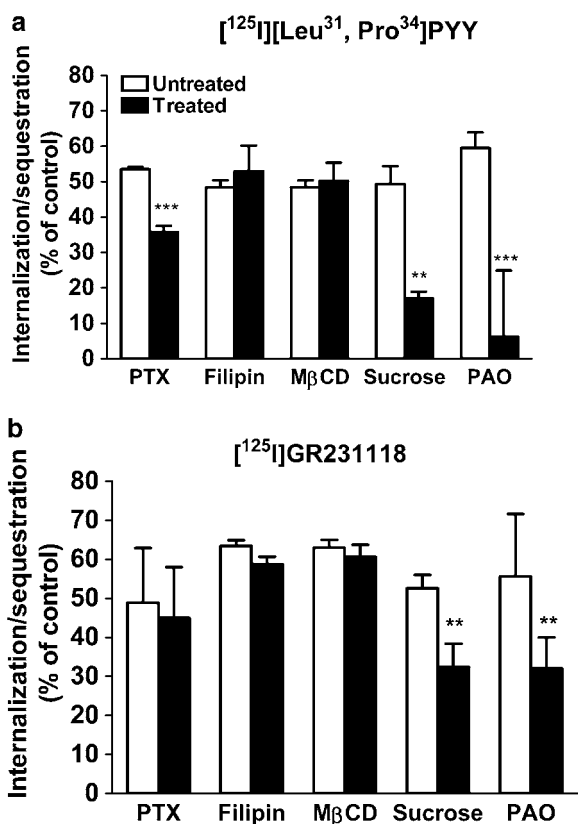 a
[¹²⁵I][Leu³¹, Pro³⁴]PYY
Untreated
Treated
Internalization/sequestration
(% of control)
80
70
60
50
40
30
20
10
0
***
**
***
PTX Filipin MβCD Sucrose PAO
b
[¹²⁵I]GR231118
Internalization/sequestration
(% of control)
80
70
60
50
40
30
20
10
0
**
**
PTX Filipin MβCD Sucrose PAO